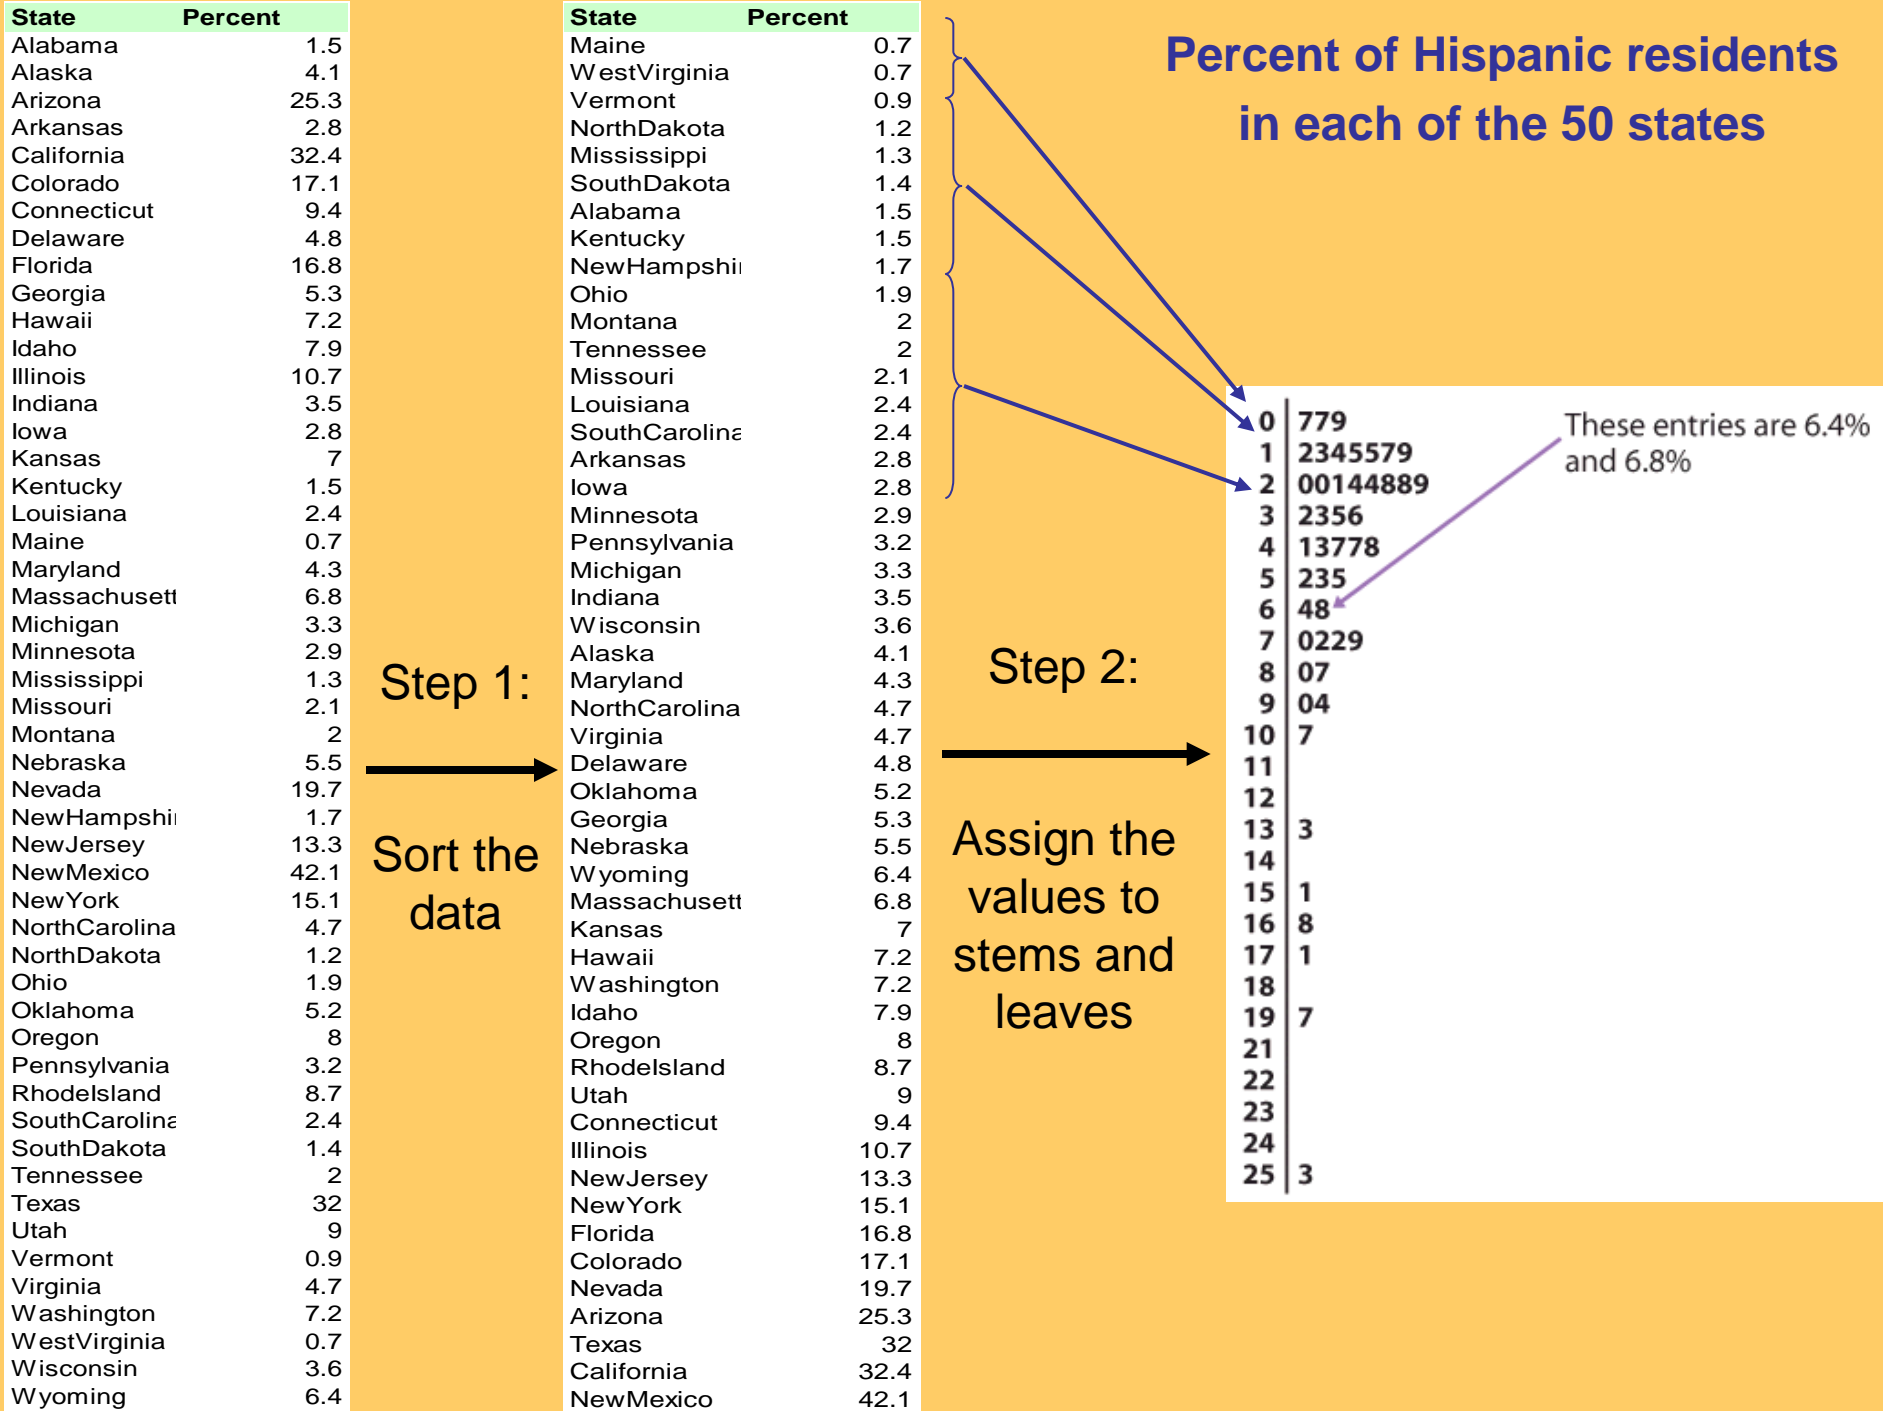 State Percent
Alabama 1.5
Alaska 4.1
Arizona 25.3
Arkansas 2.8
California 32.4
Colorado 17.1
Connecticut 9.4
Delaware 4.8
Florida 16.8
Georgia 5.3
Hawaii 7.2
Idaho 7.9
Illinois 10.7
Indiana 3.5
Iowa 2.8
Kansas 7
Kentucky 1.5
Louisiana 2.4
Maine 0.7
Maryland 4.3
Massachusett 6.8
Michigan 3.3
Minnesota 2.9
Mississippi 1.3
Missouri 2.1
Montana 2
Nebraska 5.5
Nevada 19.7
NewHampshi 1.7
NewJersey 13.3
NewMexico 42.1
NewYork 15.1
NorthCarolina 4.7
NorthDakota 1.2
Ohio 1.9
Oklahoma 5.2
Oregon 8
Pennsylvania 3.2
RhodeIsland 8.7
SouthCarolina 2.4
SouthDakota 1.4
Tennessee 2
Texas 32
Utah 9
Vermont 0.9
Virginia 4.7
Washington 7.2
WestVirginia 0.7
Wisconsin 3.6
Wyoming 6.4
Step 1:
Sort the
data
State Percent
Maine 0.7
WestVirginia 0.7
Vermont 0.9
NorthDakota 1.2
Mississippi 1.3
SouthDakota 1.4
Alabama 1.5
Kentucky 1.5
NewHampshi 1.7
Ohio 1.9
Montana 2
Tennessee 2
Missouri 2.1
Louisiana 2.4
SouthCarolina 2.4
Arkansas 2.8
Iowa 2.8
Minnesota 2.9
Pennsylvania 3.2
Michigan 3.3
Indiana 3.5
Wisconsin 3.6
Alaska 4.1
Maryland 4.3
NorthCarolina 4.7
Virginia 4.7
Delaware 4.8
Oklahoma 5.2
Georgia 5.3
Nebraska 5.5
Wyoming 6.4
Massachusett 6.8
Kansas 7
Hawaii 7.2
Washington 7.2
Idaho 7.9
Oregon 8
RhodeIsland 8.7
Utah 9
Connecticut 9.4
Illinois 10.7
NewJersey 13.3
NewYork 15.1
Florida 16.8
Colorado 17.1
Nevada 19.7
Arizona 25.3
Texas 32
California 32.4
NewMexico 42.1
Step 2:
Assign the
values to
stems and
leaves
Percent of Hispanic residents
in each of the 50 states
0 779
1 2345579
2 00144889
3 2356
4 13778
5 235
6 48
7 0229
8 07
9 04
10 7
11
12
13 3
14
15 1
16 8
17 1
18
19 7
21
22
23
24
25 3
These entries are 6.4%
and 6.8%